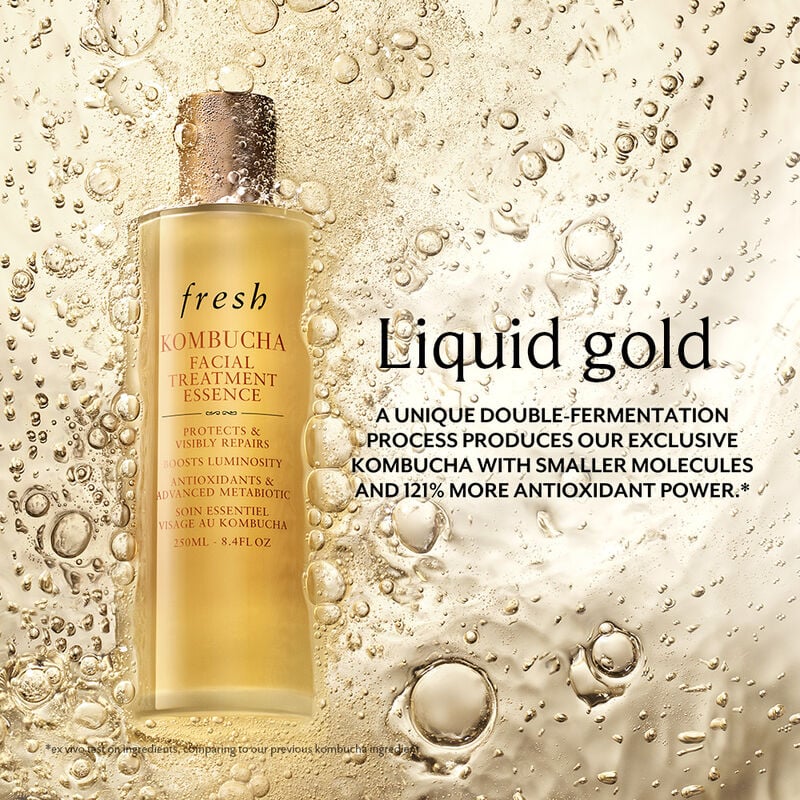 fresh
KOMBUCHA
FACIAL
TREATMENT
ESSENCE
PROTECTS &
VISIBLY REPAIRS
BOOSTS LUMINOSITY
ANTIOXIDANTS &
ADVANCED METABIOTIC
SOIN ESSENTIEL
VISAGE AU KOMBUCHA
250ML - 8.4FL OZ
Liquid gold
A UNIQUE DOUBLE-FERMENTATION
PROCESS PRODUCES OUR EXCLUSIVE
KOMBUCHA WITH SMALLER MOLECULES
AND 121% MORE ANTIOXIDANT POWER.*
*ex vivo test on ingredients, comparing to our previous kombucha ingredient